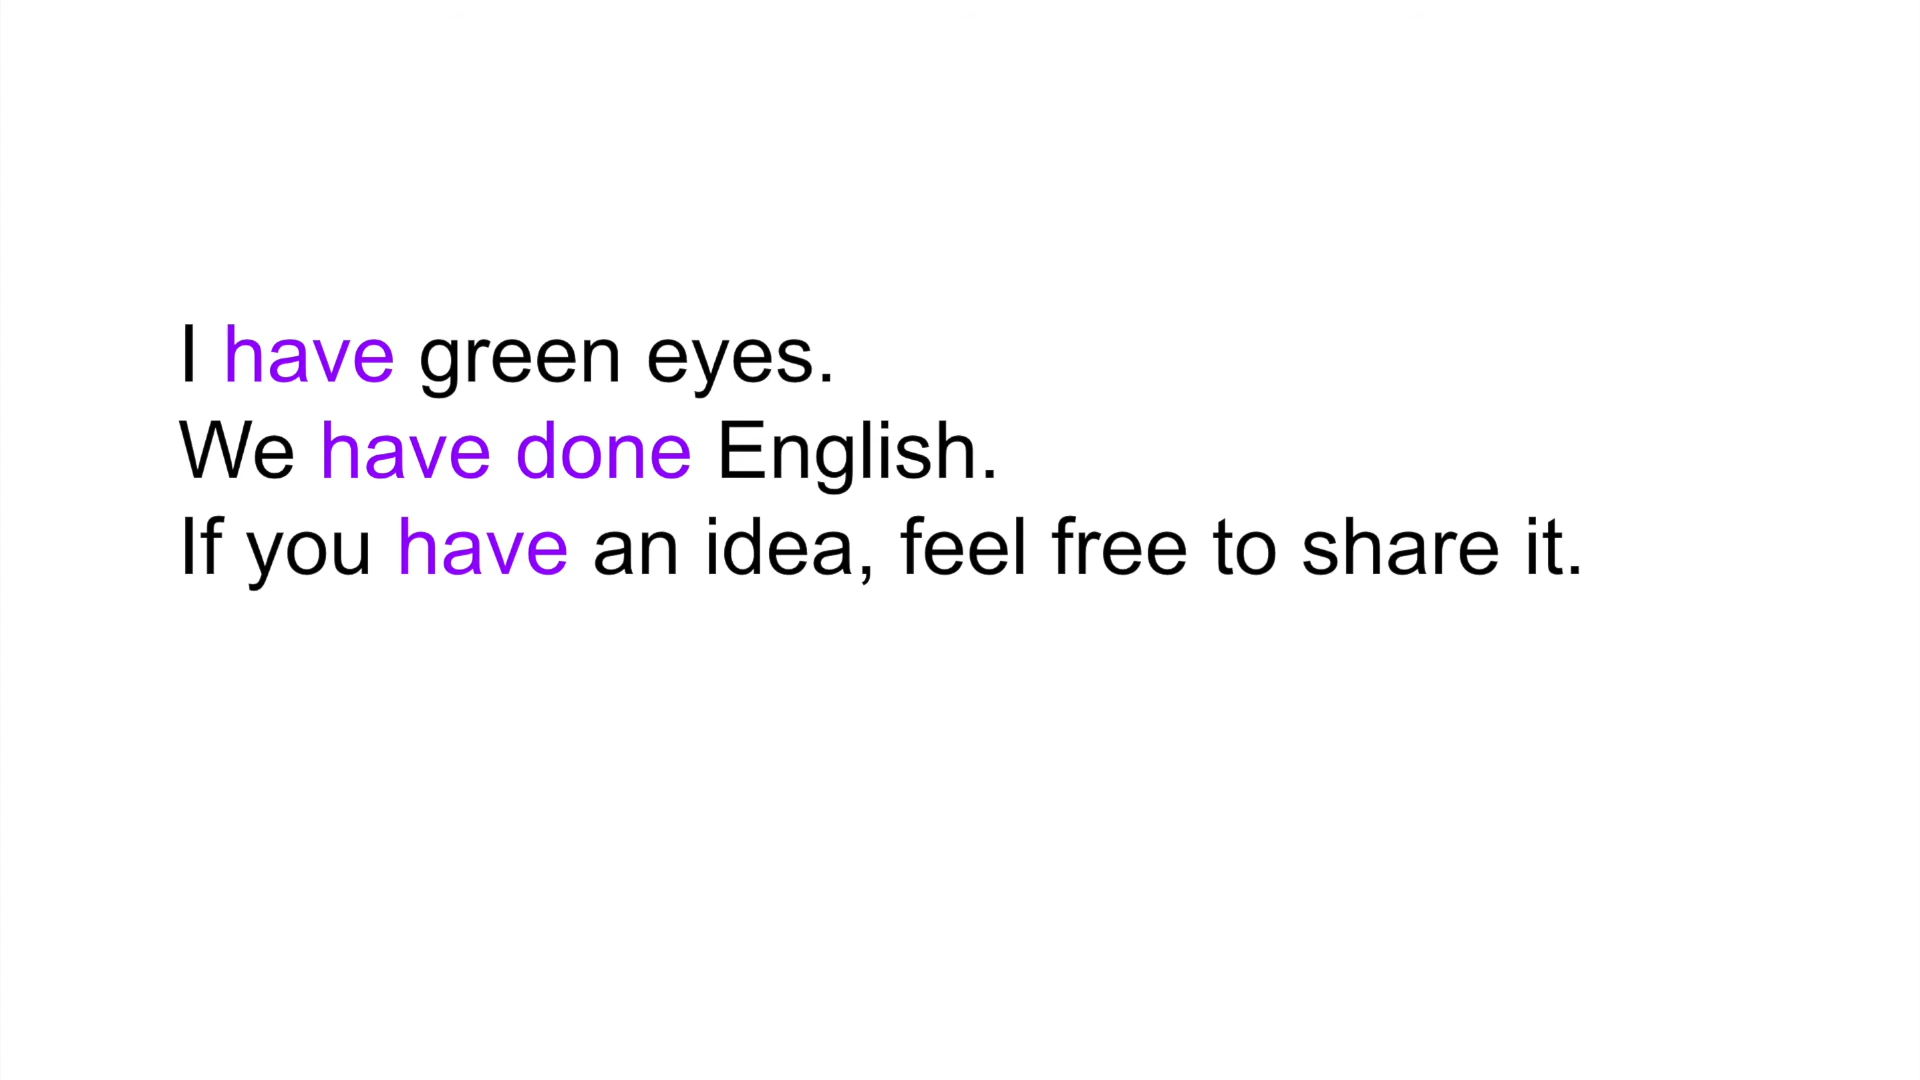 I have green eyes.
We have done English.
If you have an idea, feel free to share it.